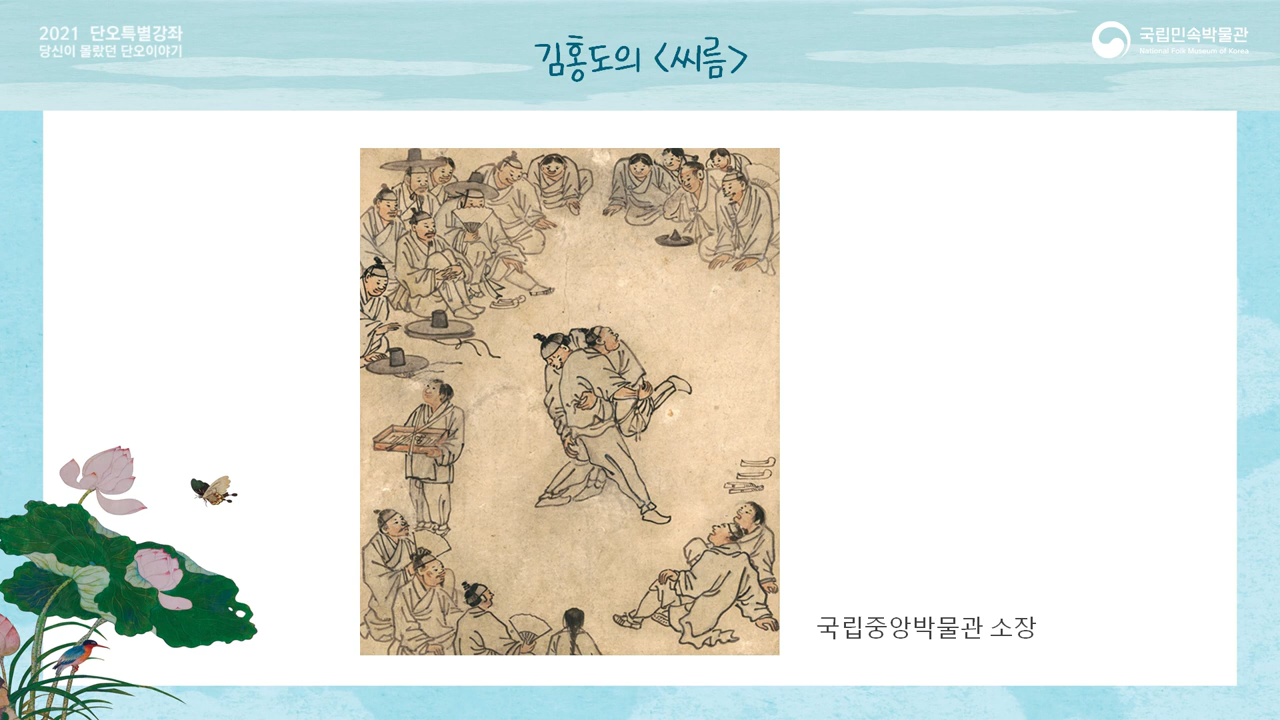 2021 단오특별강좌
당신이 몰랐던 단오이야기
김홍도의 <씨름>
국립민속박물관
National Folk Museum of Korea
국립중앙박물관 소장